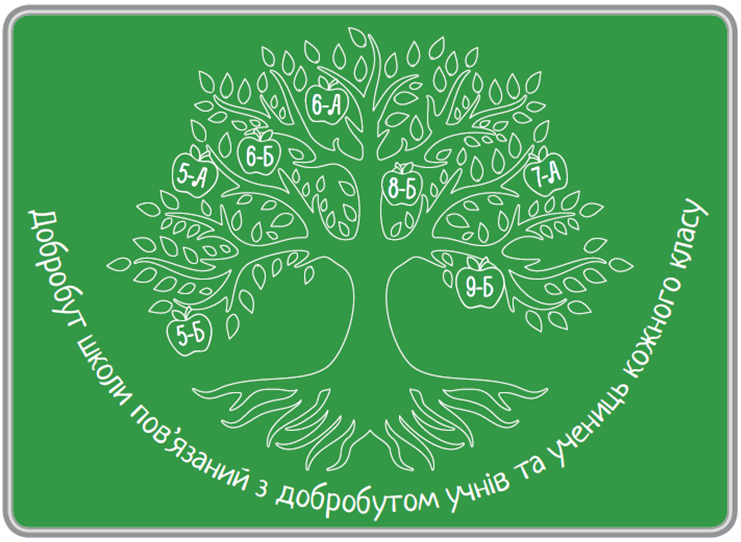 6-А
6-Б
5-А
8-Б
7-А
9-Б
5-Б
Добробут школи пов'язаний з добробутом учнів та учениць кожного класу